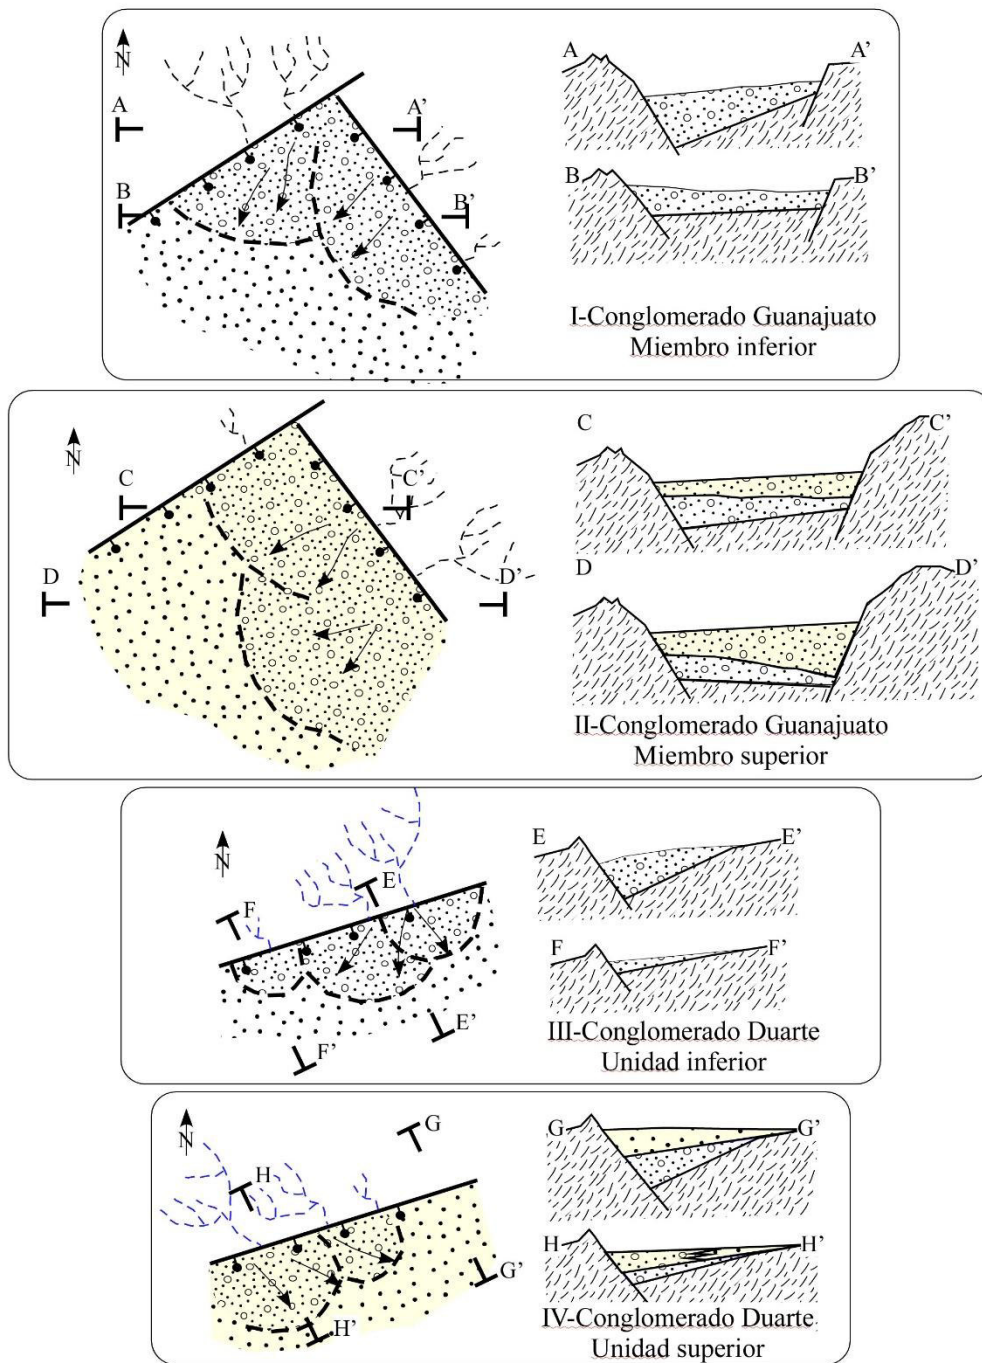 N
A
A'
B
B'
A
A'
B
B'
I-Conglomerado Guanajuato
Miembro inferior
N
C
C'
D
D'
C
C'
D
D'
II-Conglomerado Guanajuato
Miembro superior
N
E
F
E'
F'
E
E'
F
F'
III-Conglomerado Duarte
Unidad inferior
N
G
H
G'
H'
G
G'
H
H'
IV-Conglomerado Duarte
Unidad superior